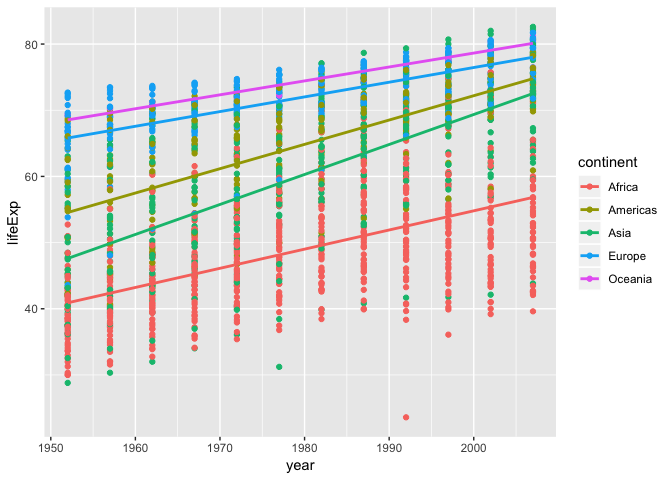 80
60
40
lifeExp
1950
1960
1970
1980
1990
2000
year
continent
Africa
Americas
Asia
Europe
Oceania